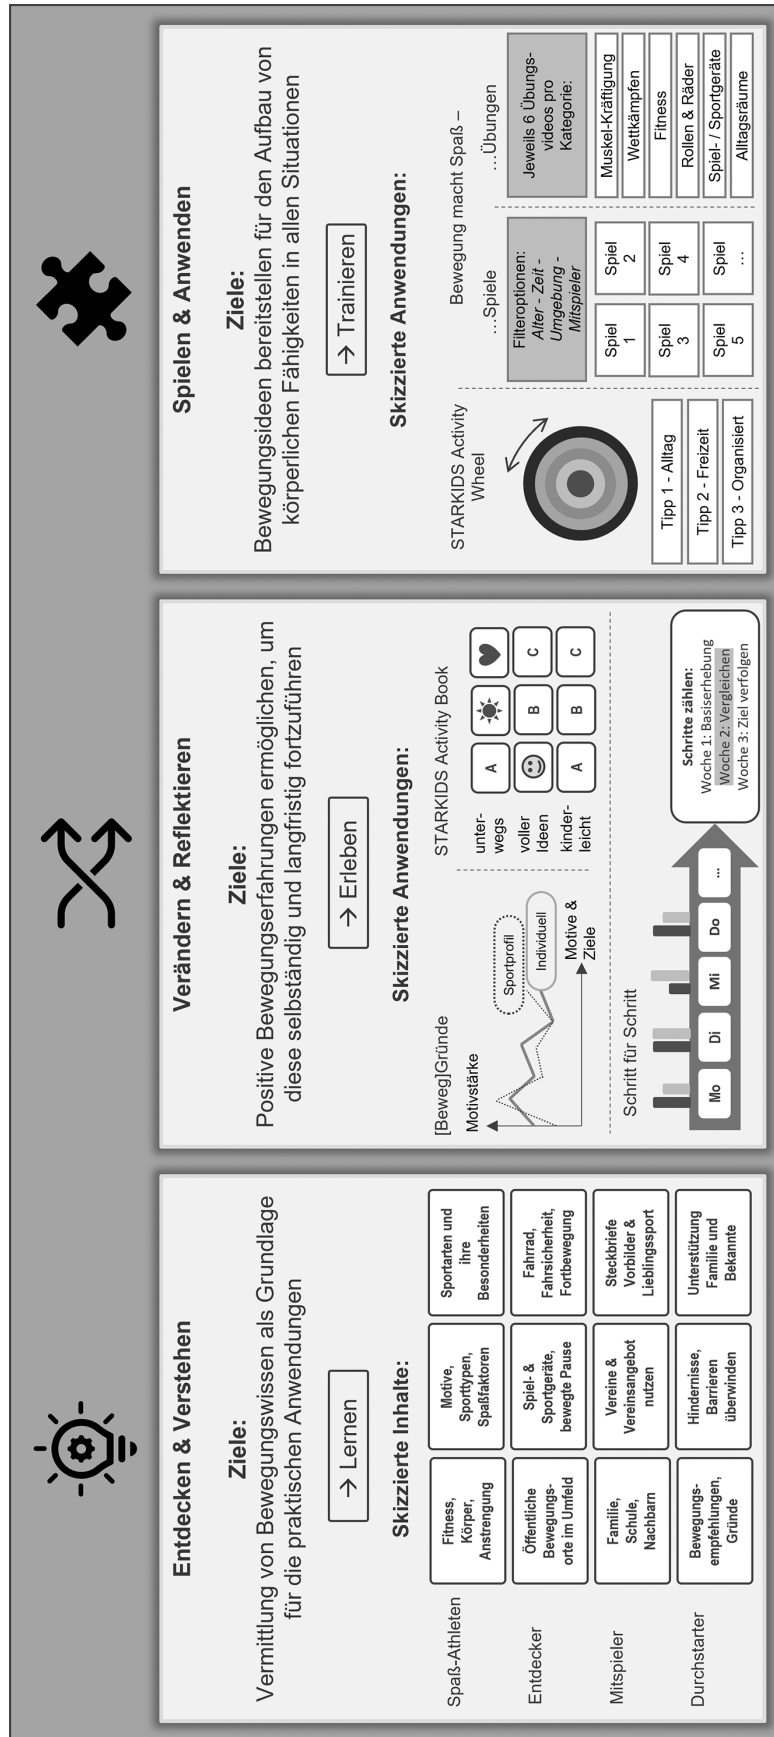 Entdecken & Verstehen
Ziele:
Vermittlung von Bewegungswissen als Grundlage
für die praktischen Anwendungen
→ Lernen
Skizzierte Inhalte:
Spaß-Athleten
Fitness,
Körper,
Anstrengung
Motive,
Sporttypen,
Spaßfaktoren
Sportarten und
ihre
Besonderheiten
Entdecker
Öffentliche
Bewegungs-
orte im Umfeld
Spiel- &
Sportgeräte,
bewegte Pause
Fahrrad,
Fahrsicherheit,
Fortbewegung
Mitspieler
Familie,
Schule,
Nachbarn
Vereine &
Vereinsangebot
nutzen
Steckbriefe
Vorbilder &
Lieblingssport
Durchstarter
Bewegungs-
empfehlungen,
Gründe
Hindernisse,
Barrieren
überwinden
Unterstützung
Familie und
Bekannte
Verändern & Reflektieren
Ziele:
Positive Bewegungserfahrungen ermöglichen, um
diese selbständig und langfristig fortzuführen
→ Erleben
Skizzierte Anwendungen:
[Beweg]Gründe
Motivstärke
Sportprofil
Individuell
Motive &
Ziele
STARKIDS Activity Book
unter-
wegs
A
voller
Ideen
B
C
kinder-
leicht
A
B
C
Schritt für Schritt
Mo
Di
Mi
Do
...
Schritte zählen:
Woche 1: Basiserhebung
Woche 2: Vergleichen
Woche 3: Ziel verfolgen
Spielen & Anwenden
Ziele:
Bewegungsideen bereitstellen für den Aufbau von
körperlichen Fähigkeiten in allen Situationen
→ Trainieren
Skizzierte Anwendungen:
STARKIDS Activity
Wheel
Tipp 1 - Alltag
Tipp 2 - Freizeit
Tipp 3 - Organisiert
Bewegung macht Spaß –
...Spiele
Filteroptionen:
Alter - Zeit -
Umgebung -
Mitspieler
Spiel
1
Spiel
2
Spiel
3
Spiel
4
Spiel
5
Spiel
...
...Übungen
Jeweils 6 Übungs-
videos pro
Kategorie:
Muskel-Kräftigung
Wettkämpfen
Fitness
Rollen & Räder
Spiel- / Sportgeräte
Alltagsräume